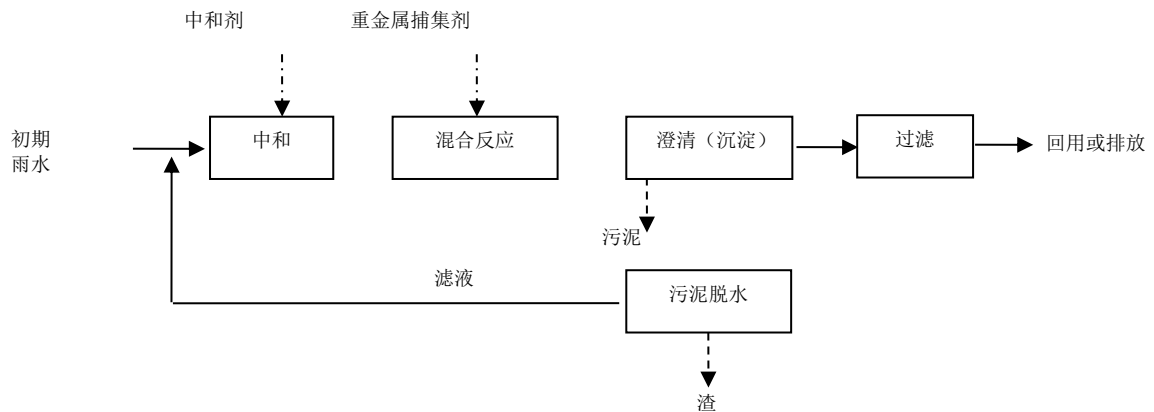 中和剂
重金属捕集剂
初期
雨水
中和
混合反应
澄清（沉淀）
过滤
回用或排放
污泥
滤液
污泥脱水
渣